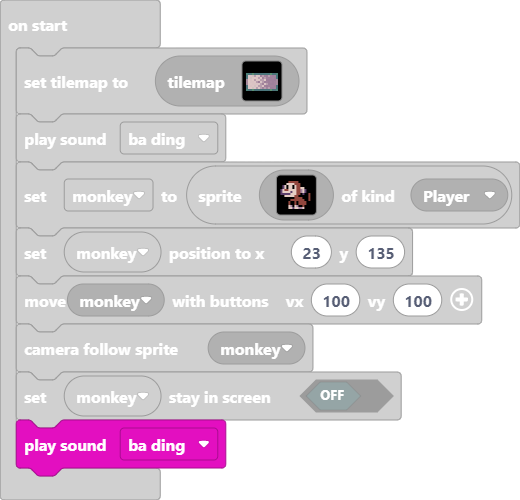 on start
set tilemap to tilemap
play sound ba ding
set monkey to sprite of kind Player
set monkey position to x 23 y 135
move monkey with buttons vx 100 vy 100
camera follow sprite monkey
set monkey stay in screen OFF
play sound ba ding